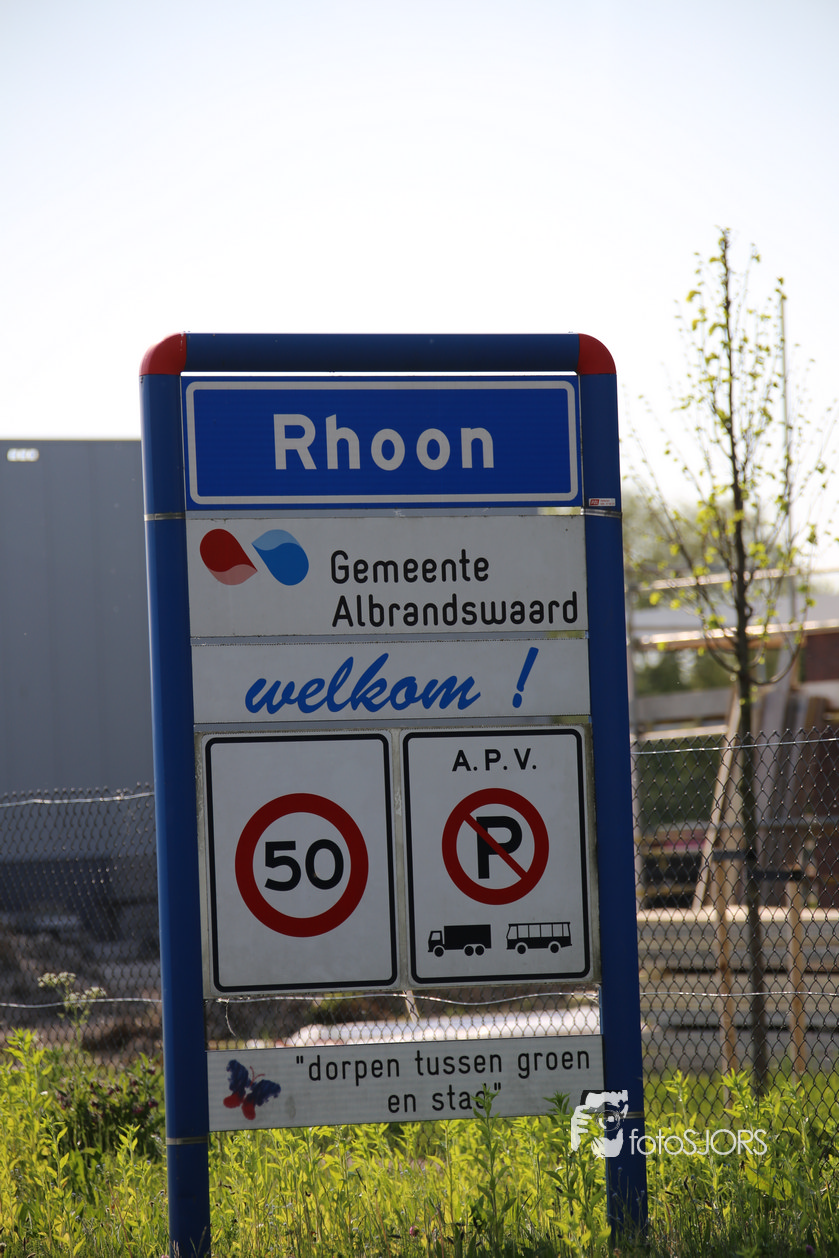 Rhoon
Gemeente
Albrandswaard
welkom !
50
A.P.V.
P
"dorpen tussen groen
en stad"
fotoSJORS